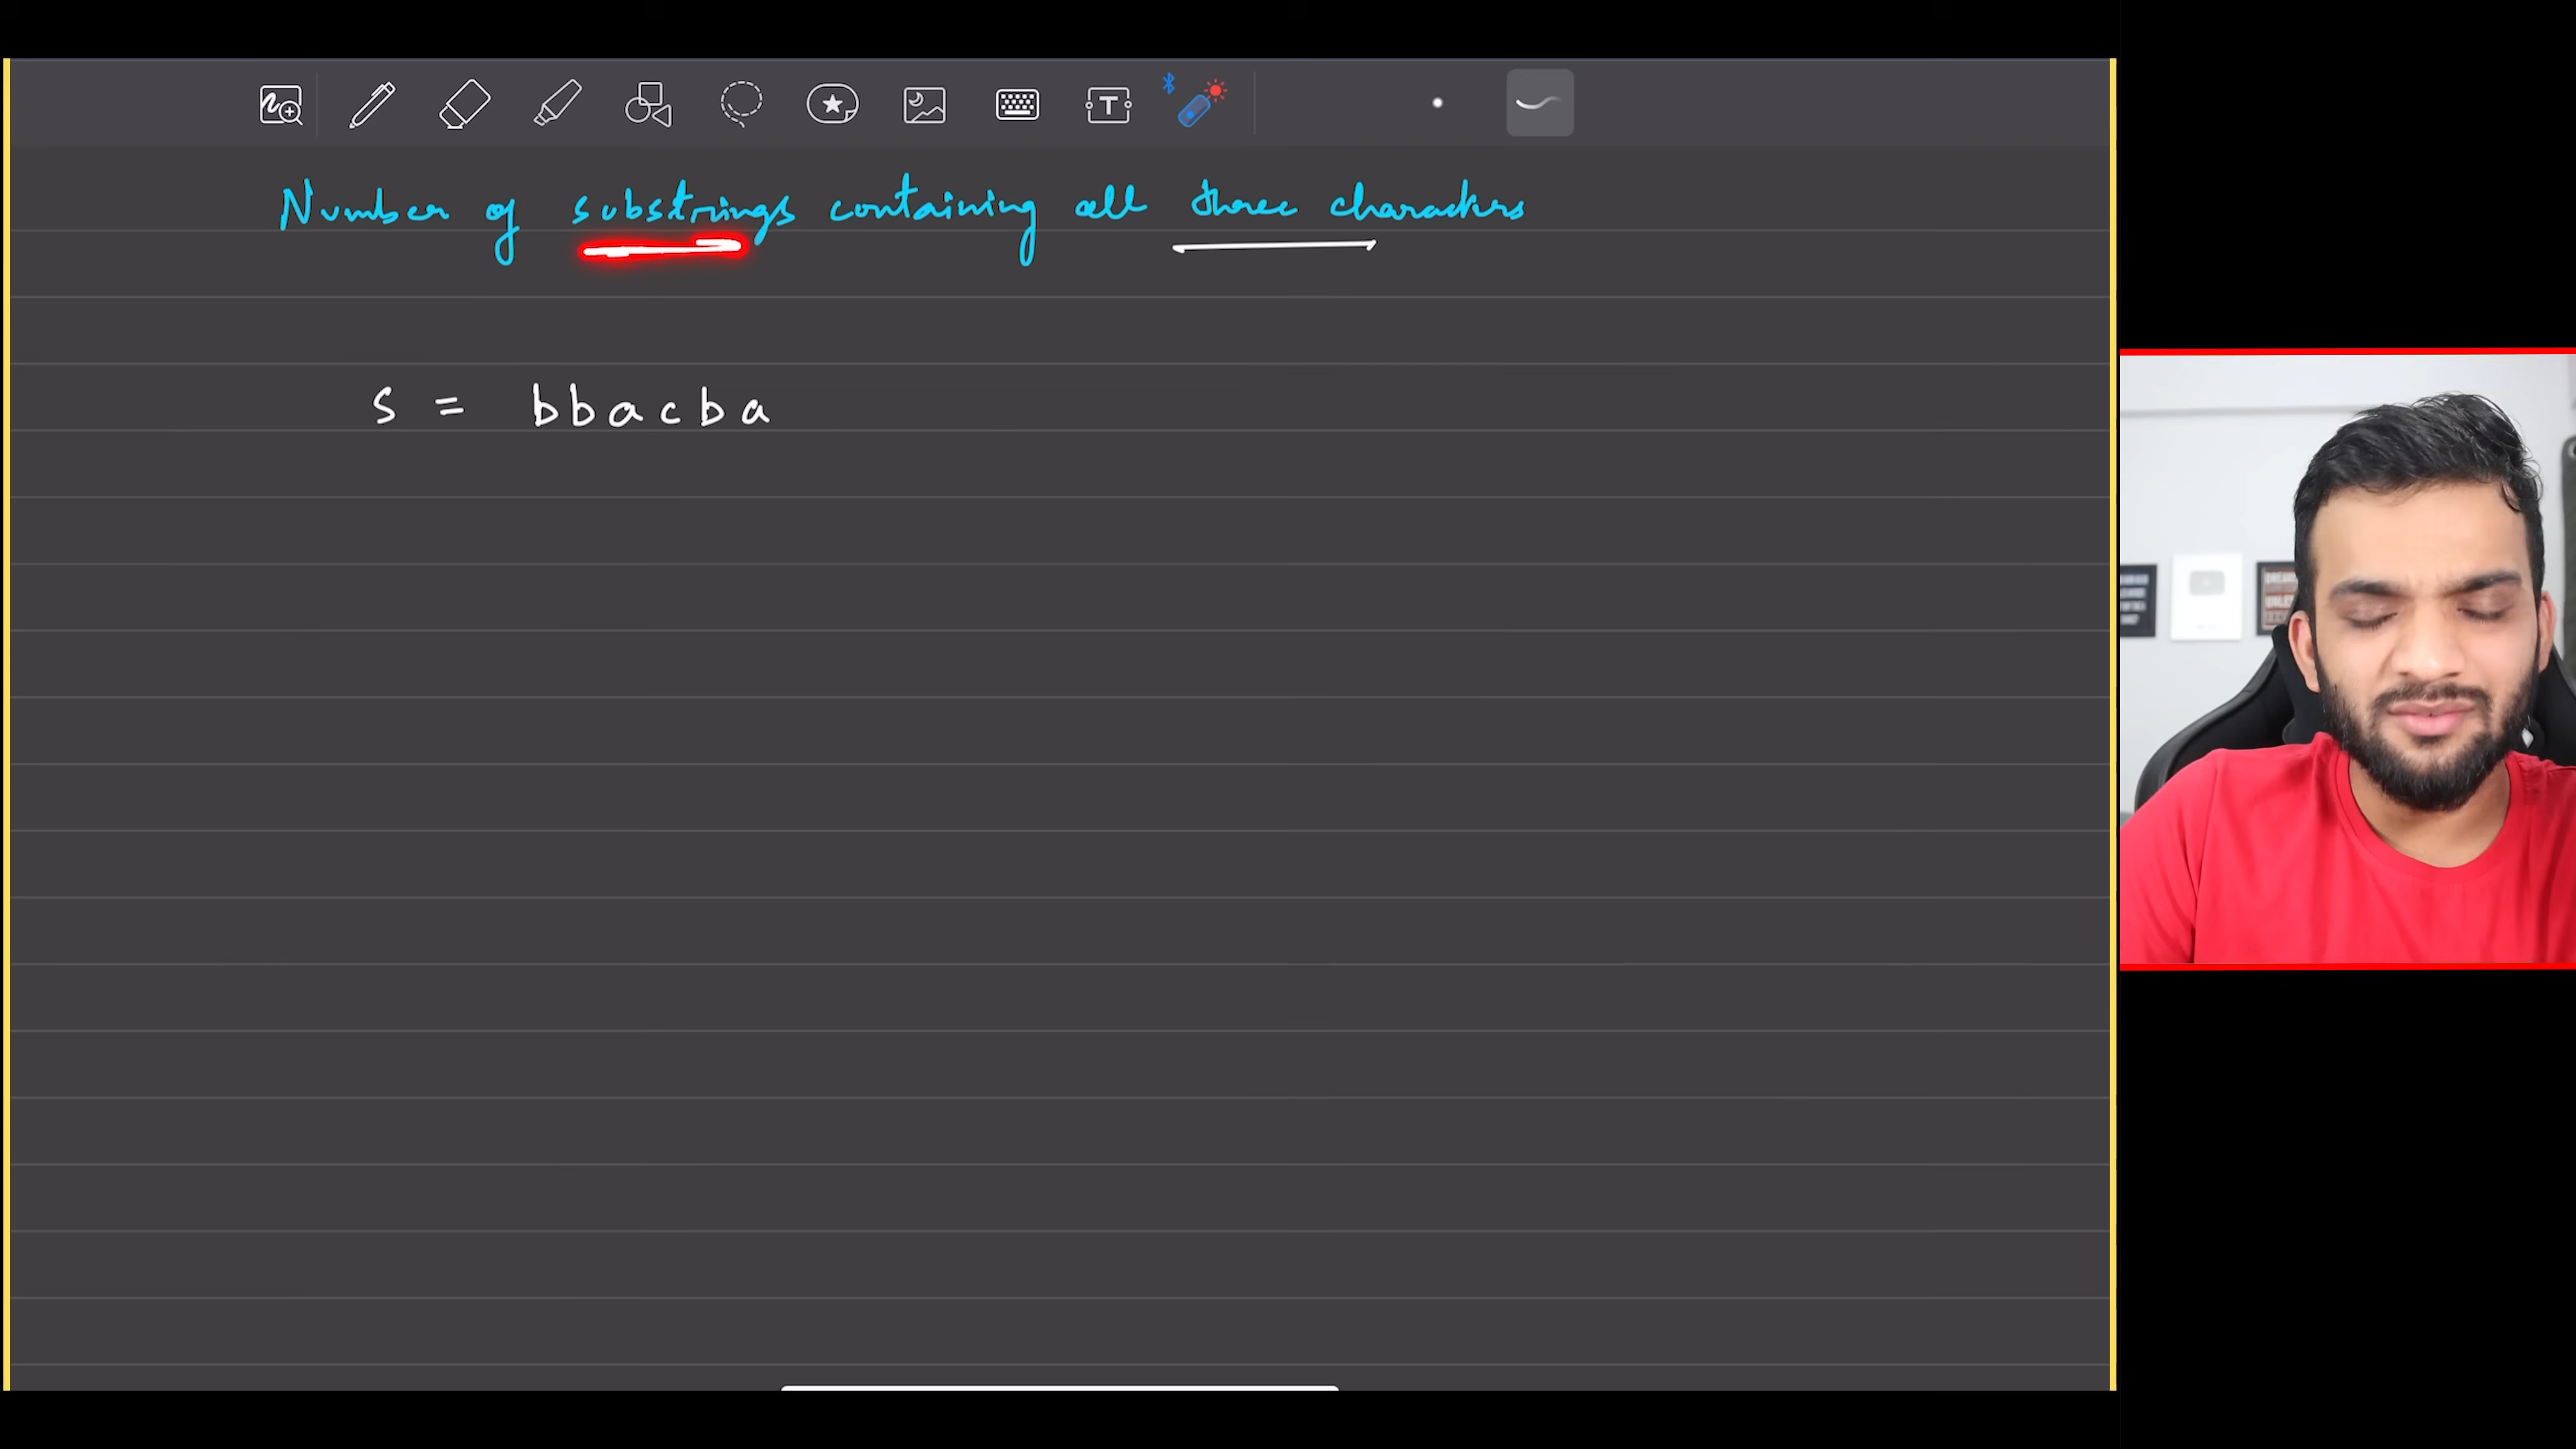 Number of substrings containing all three characters
s = bbacba